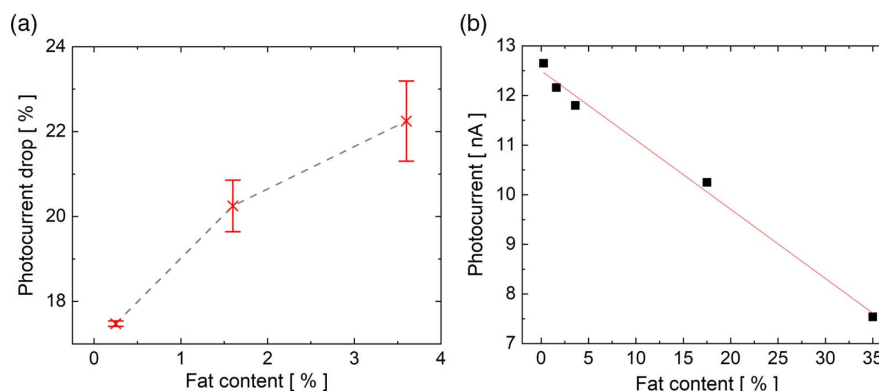 (a)
24
22
20
18
Photocurrent drop [ % ]
0 1 2 3 4
Fat content [ % ]
(b)
13
12
11
10
9
8
7
Photocurrent [ nA ]
0 5 10 15 20 25 30 35
Fat content [ % ]